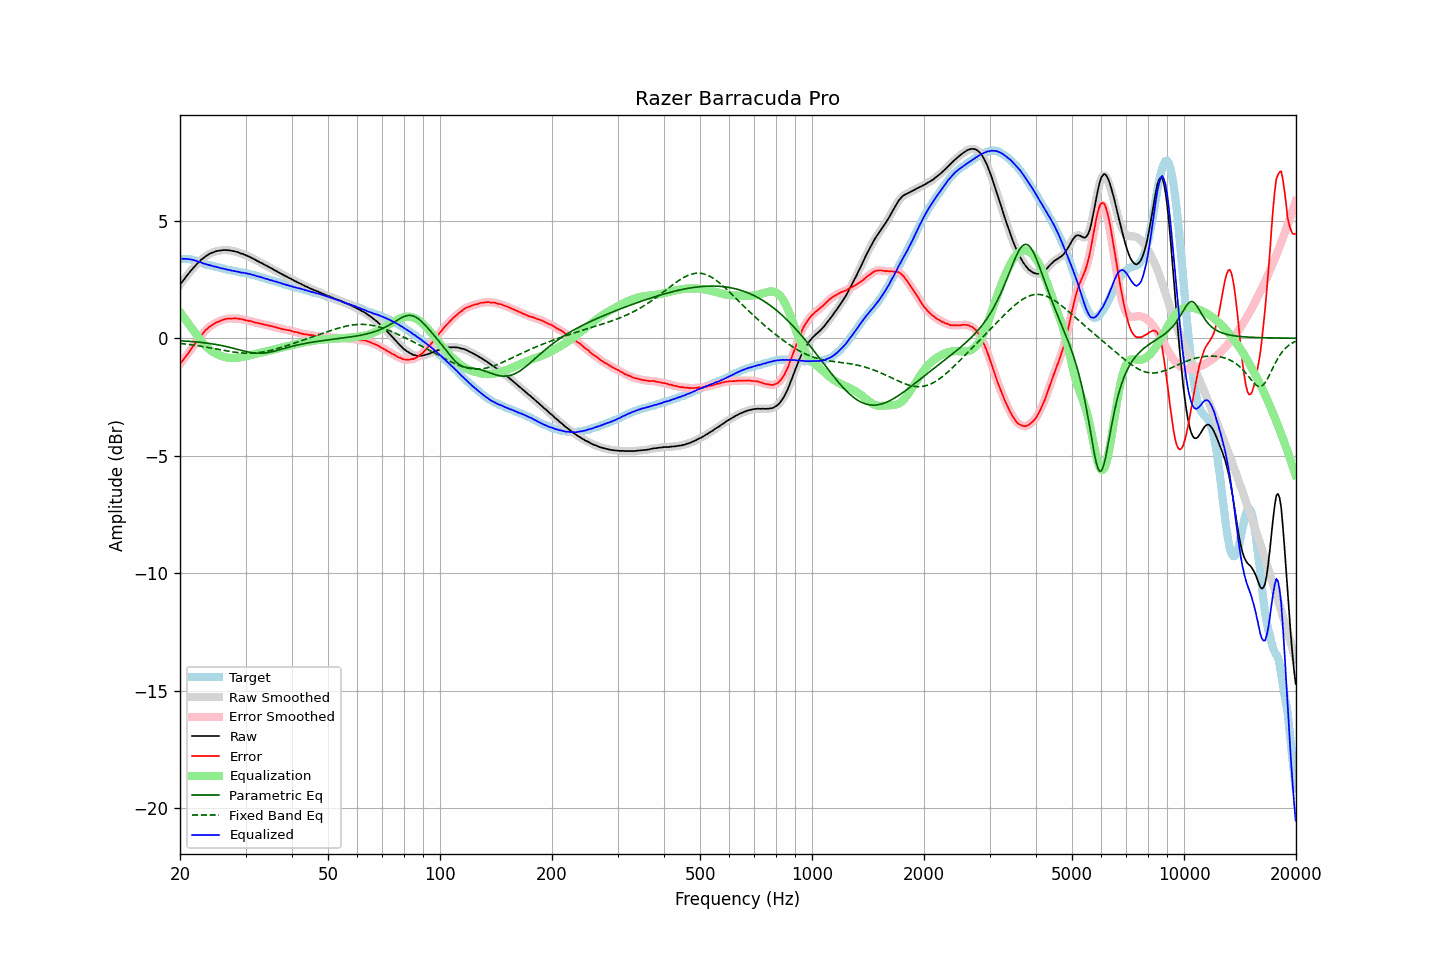 Razer Barracuda Pro
Amplitude (dBr)
5
0
−5
−10
−15
−20
Target
Raw Smoothed
Error Smoothed
Raw
Error
Equalization
Parametric Eq
Fixed Band Eq
Equalized
20 50 100 200 500 1000 2000 5000 10000 20000
Frequency (Hz)